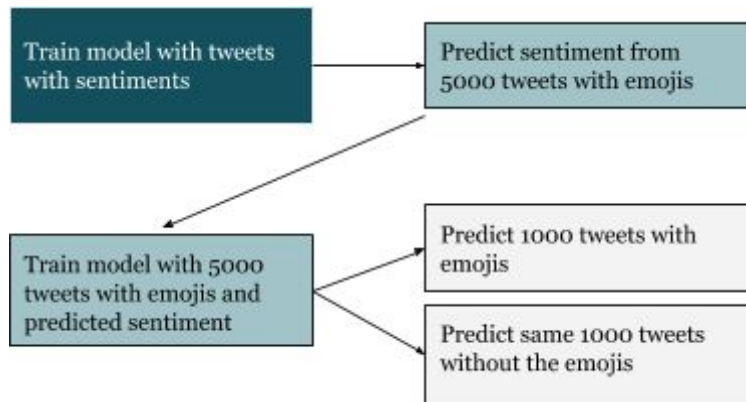 Train model with tweets
with sentiments
Predict sentiment from
5000 tweets with emojis
Train model with 5000
tweets with emojis and
predicted sentiment
Predict 1000 tweets with
emojis
Predict same 1000 tweets
without the emojis